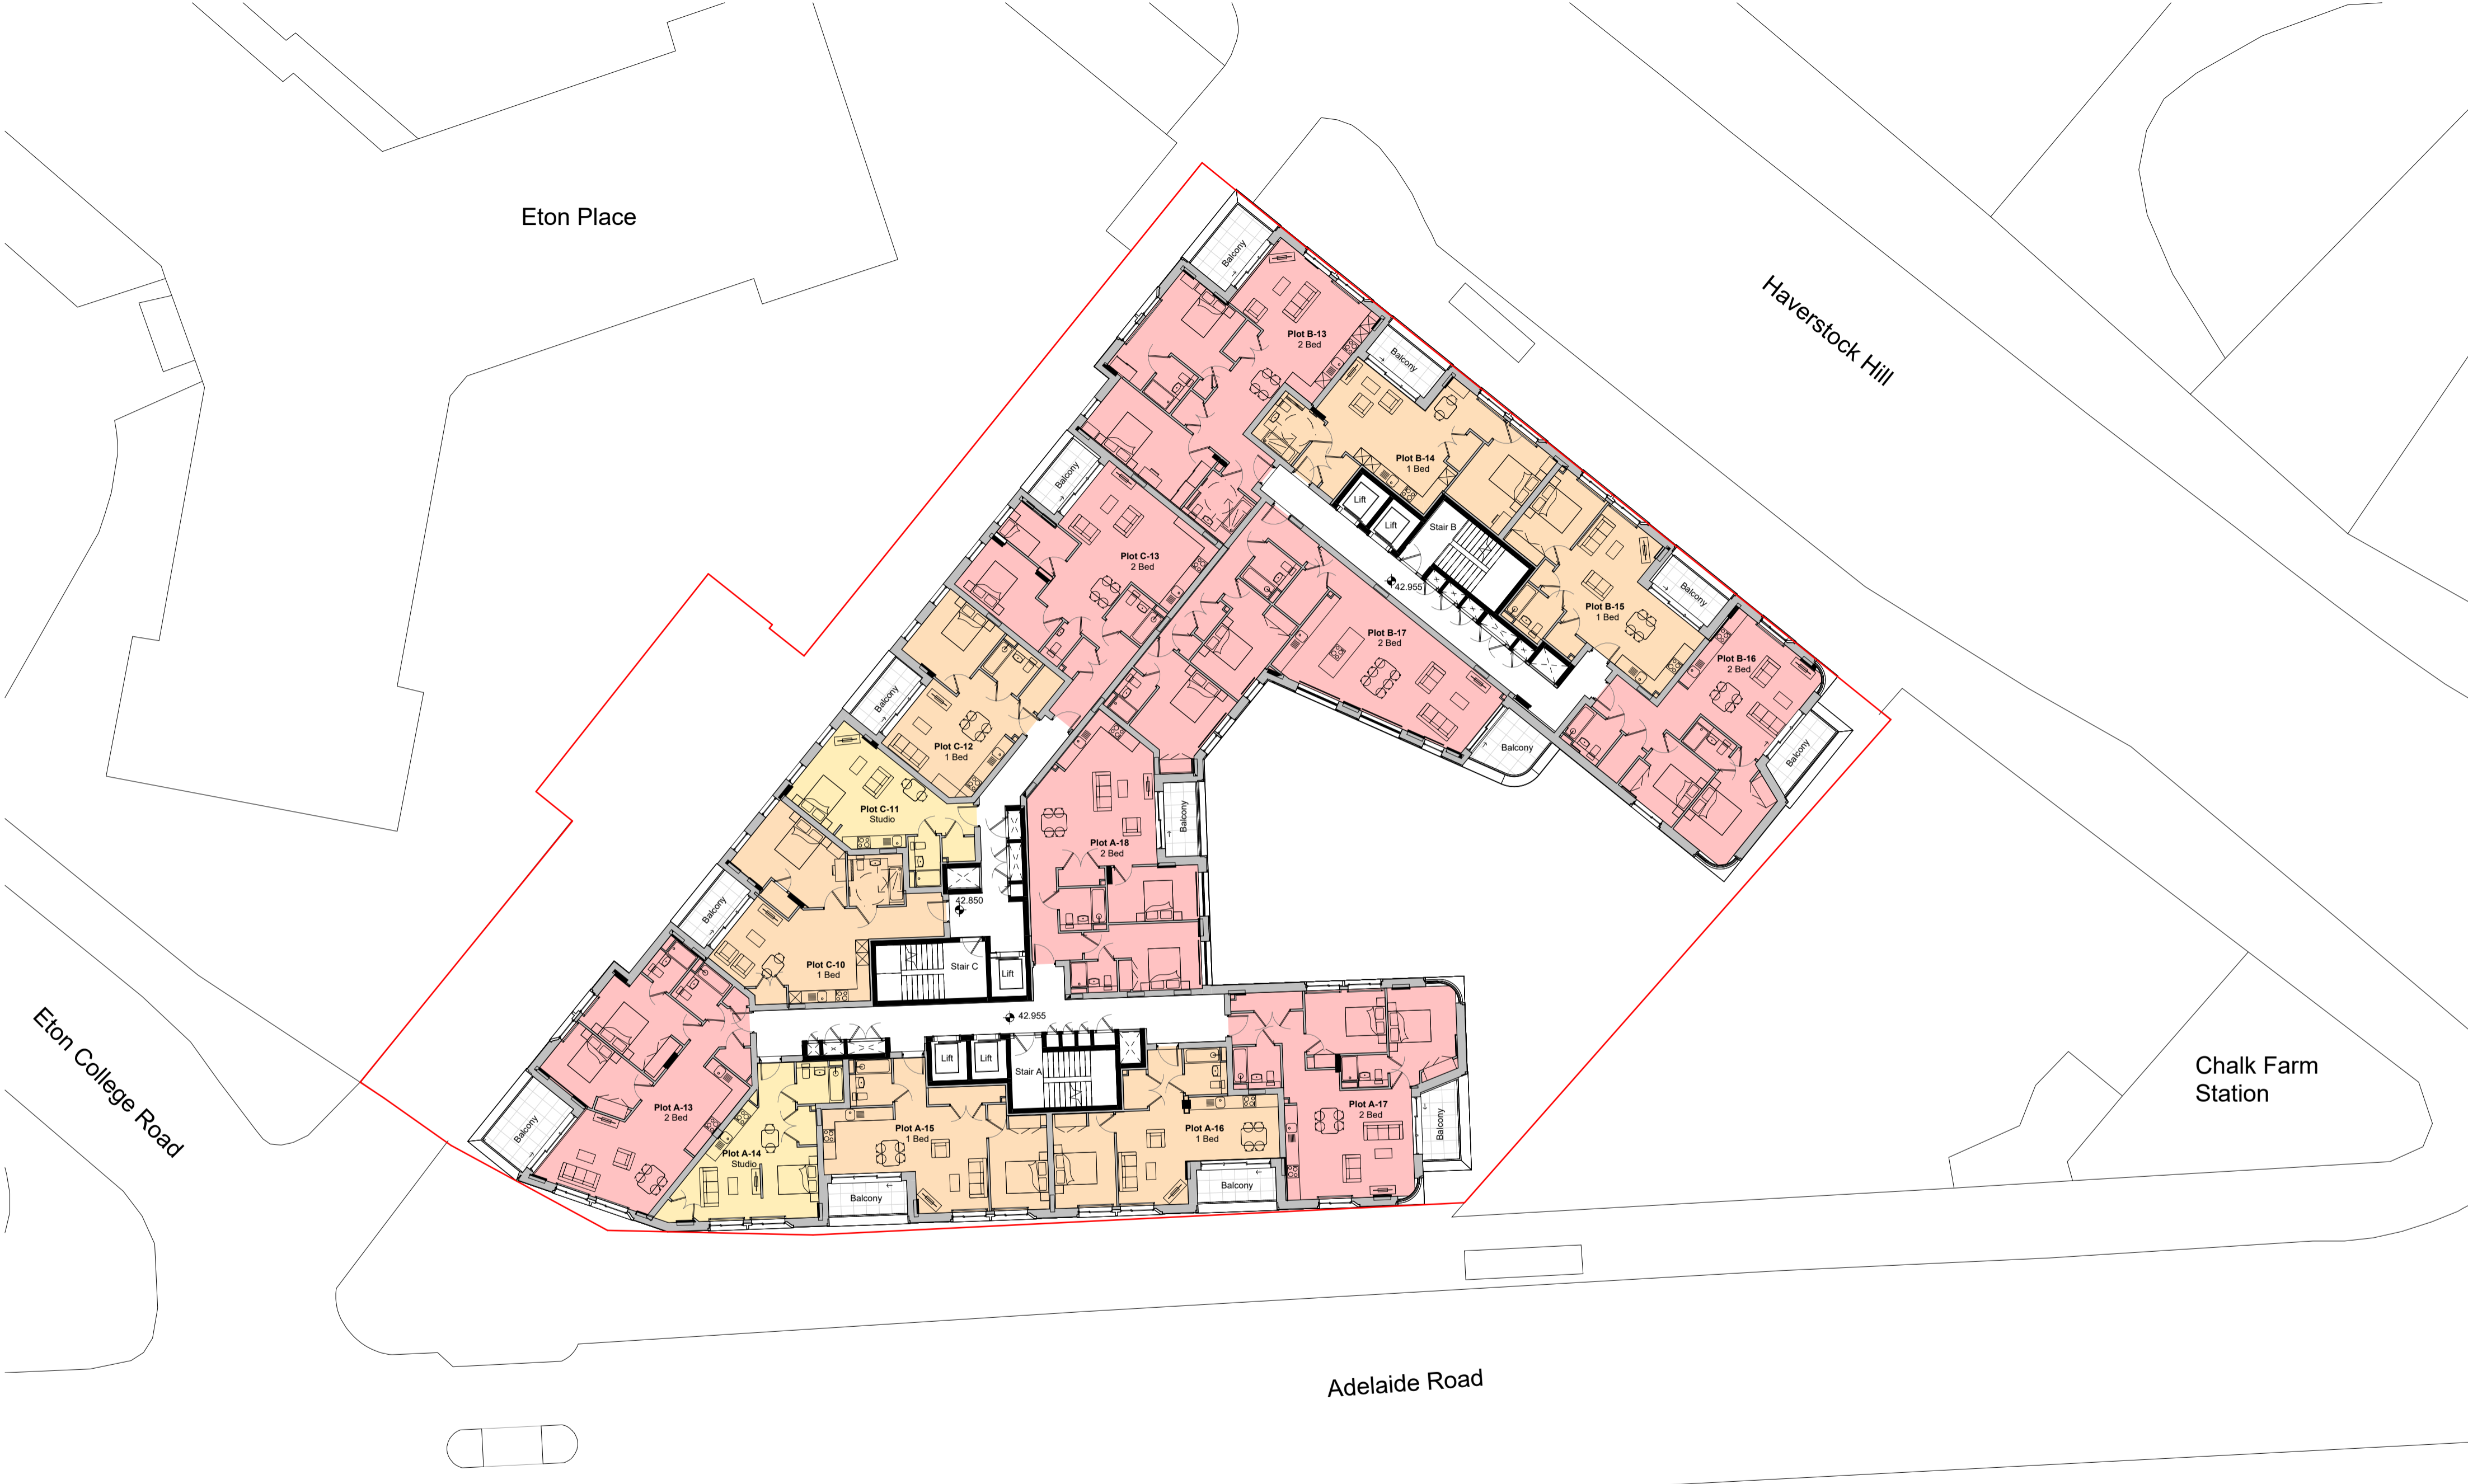 Eton Place
Haverstock Hill
Balcony
Plot B-13
2 Bed
Balcony
Plot B-14
1 Bed
Balcony
Lift
Lift
Stair B
Plot C-13
2 Bed
42.955
Balcony
Plot B-15
1 Bed
Plot B-17
2 Bed
Plot B-16
2 Bed
Balcony
Plot C-12
1 Bed
Balcony
Balcony
Plot C-11
Studio
Balcony
Plot A-18
2 Bed
42.850
Balcony
Plot C-10
1 Bed
Stair C
Lift
42.955
Eton College Road
Lift
Lift
Stair A
Chalk Farm
Station
Plot A-13
2 Bed
Balcony
Plot A-14
Studio
Plot A-15
1 Bed
Plot A-16
1 Bed
Plot A-17
2 Bed
Balcony
Balcony
Balcony
Adelaide Road